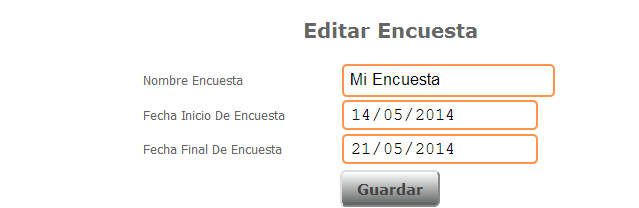 Editar Encuesta
Nombre Encuesta Mi Encuesta
Fecha Inicio De Encuesta 14/05/2014
Fecha Final De Encuesta 21/05/2014
Guardar